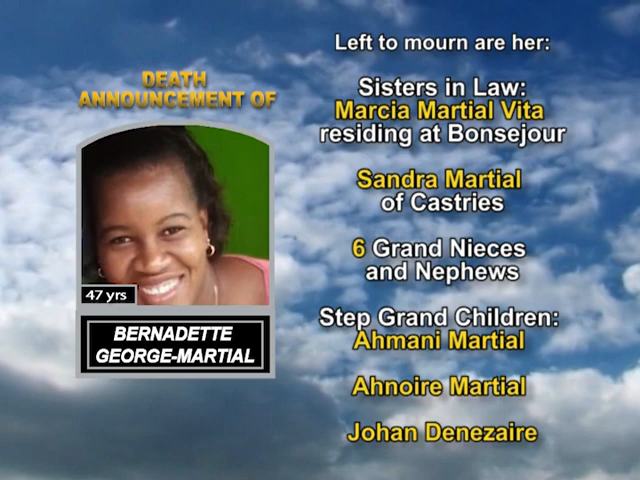 DEATH
ANNOUNCEMENT OF
47 yrs
BERNADETTE
GEORGE-MARTIAL
Left to mourn are her:
Sisters in Law:
Marcia Martial Vita
residing at Bonsejour
Sandra Martial
of Castries
6 Grand Nieces
and Nephews
Step Grand Children:
Ahmani Martial
Ahnoire Martial
Johan Denezaire